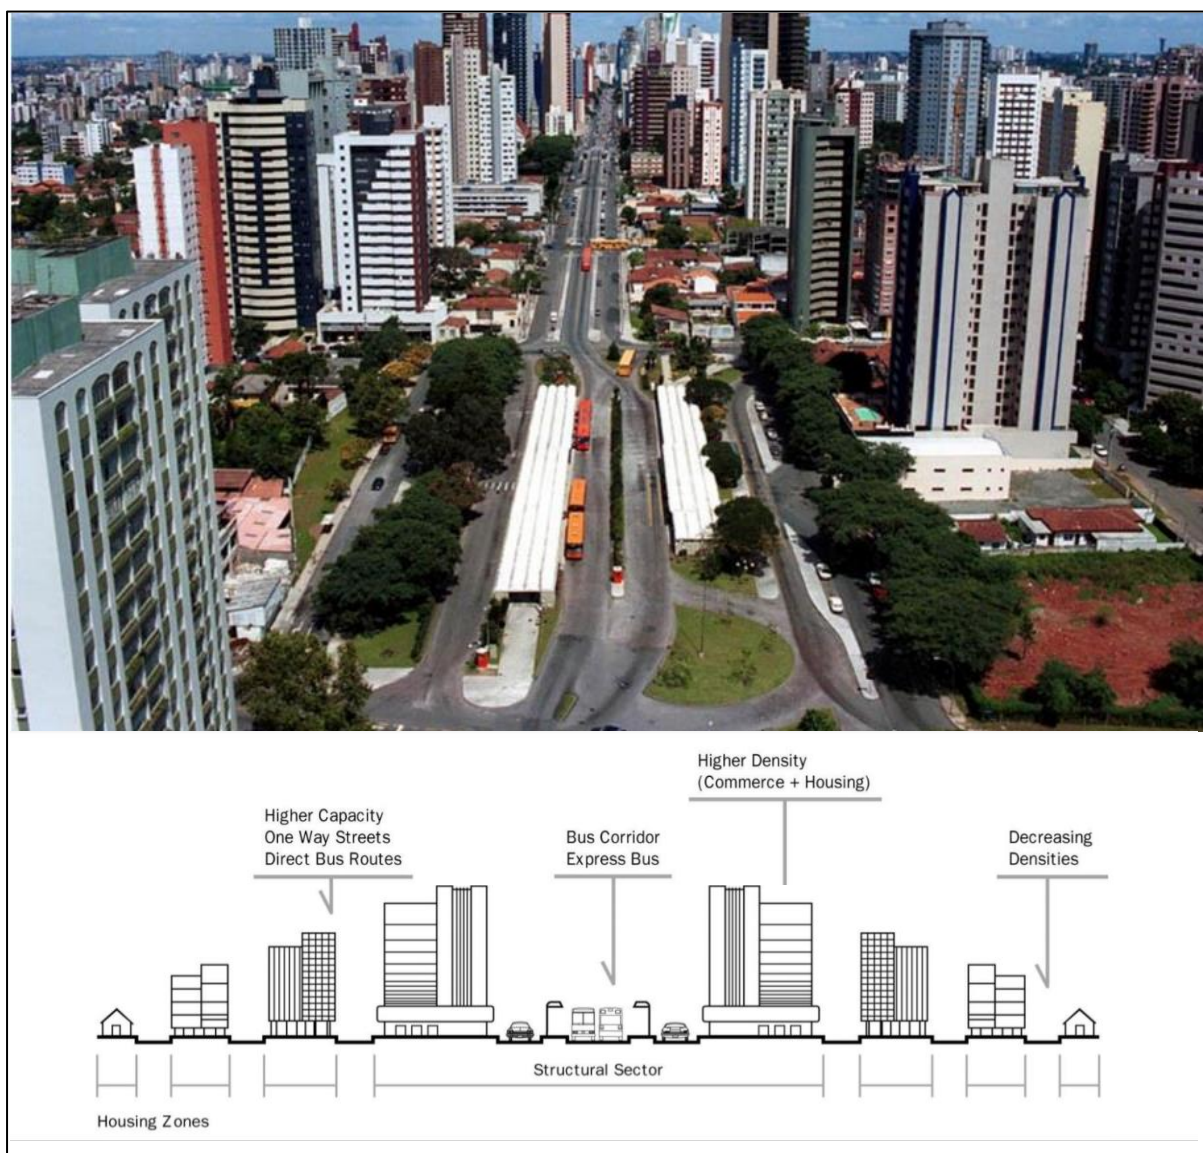 Higher Density
(Commerce + Housing)
Higher Capacity
One Way Streets
Direct Bus Routes
Bus Corridor
Express Bus
Decreasing
Densities
Structural Sector
Housing Zones